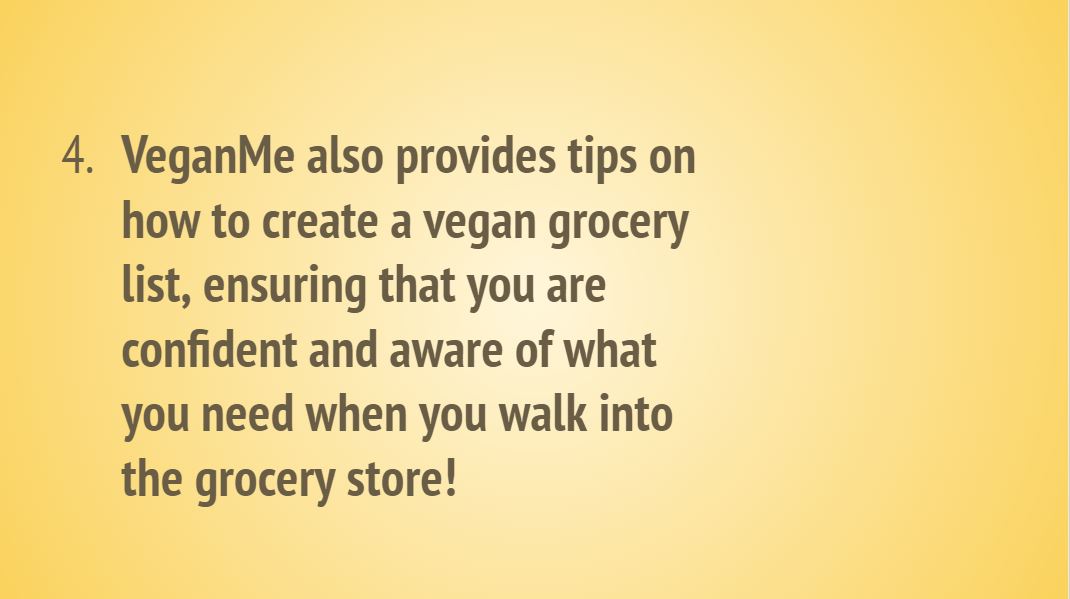 4. VeganMe also provides tips on
how to create a vegan grocery
list, ensuring that you are
confident and aware of what
you need when you walk into
the grocery store!